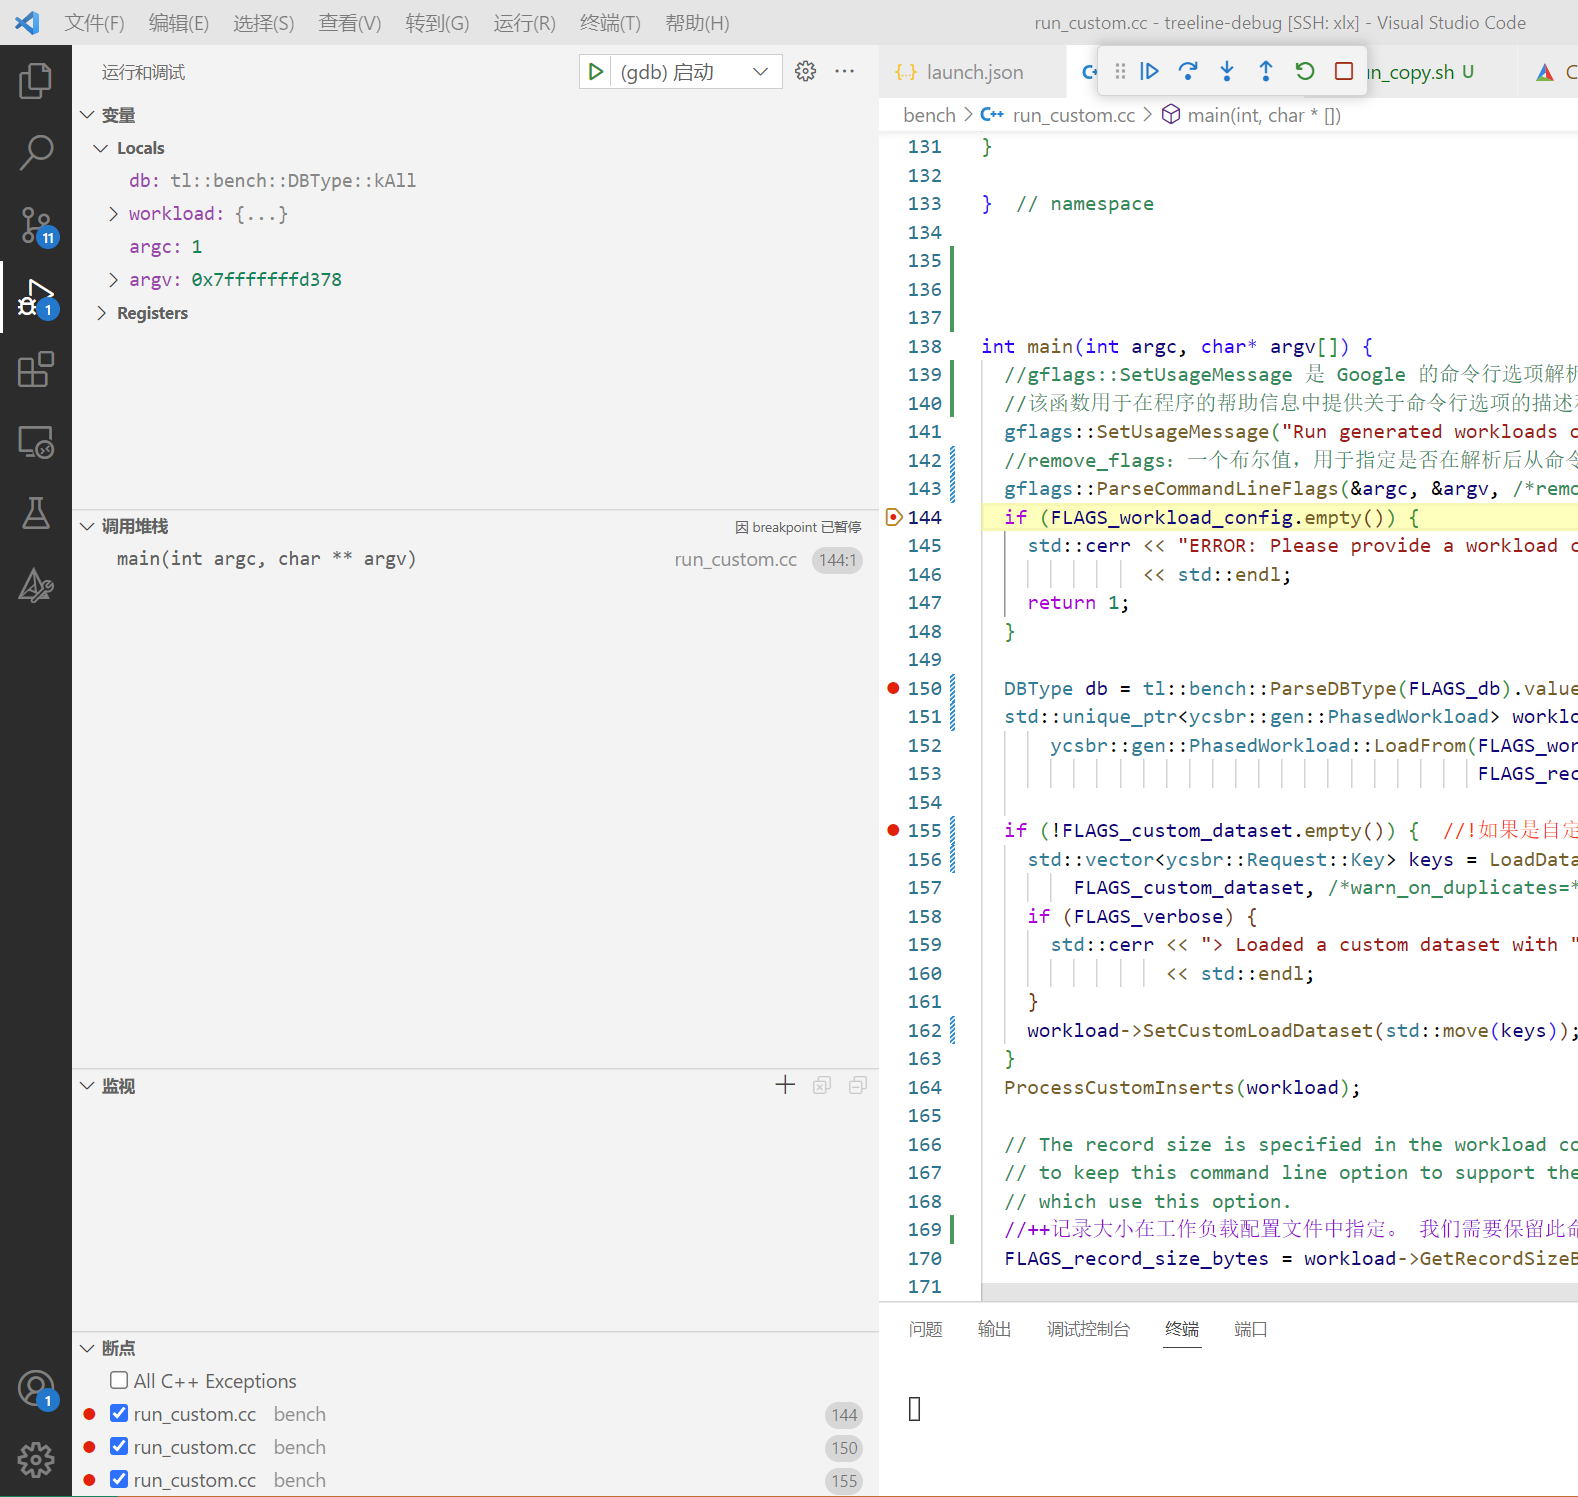 文件(F) 编辑(E) 选择(S) 查看(V) 转到(G) 运行(R) 终端(T) 帮助(H) run_custom.cc - treeline-debug [SSH: xlx] - Visual Studio Code
运行和调试 (gdb) 启动
变量
Locals
db: tl::bench::DBType::kAll
workload: {...}
argc: 1
argv: 0x7fffffffd378
Registers
调用堆栈 因 breakpoint 已暂停
main(int argc, char ** argv) run_custom.cc 144:1
监视
断点
All C++ Exceptions
run_custom.cc bench 144
run_custom.cc bench 150
run_custom.cc bench 155
11
1
1
launch.json n_copy.sh U
bench > run_custom.cc > main(int, char * [])
131 }
132
133 } // namespace
134
135
136
137
138 int main(int argc, char* argv[]) {
139 //gflags::SetUsageMessage 是 Google 的命令行选项解析
140 //该函数用于在程序的帮助信息中提供关于命令行选项的描述
141 gflags::SetUsageMessage("Run generated workloads
142 //remove_flags: 一个布尔值，用于指定是否在解析后从命令
143 gflags::ParseCommandLineFlags(&argc, &argv, /*remo
144 if (FLAGS_workload_config.empty()) {
145 std::cerr << "ERROR: Please provide a workload
146 << std::endl;
147 return 1;
148 }
149
150 DBType db = tl::bench::ParseDBType(FLAGS_db).value
151 std::unique_ptr<ycsbr::gen::PhasedWorkload> worklo
152 ycsbr::gen::PhasedWorkload::LoadFrom(FLAGS_wor
153 FLAGS_rec
154
155 if (!FLAGS_custom_dataset.empty()) { //!如果是自定
156 std::vector<ycsbr::Request::Key> keys = LoadData
157 FLAGS_custom_dataset, /*warn_on_duplicates=*
158 if (FLAGS_verbose) {
159 std::cerr << "> Loaded a custom dataset with "
160 << std::endl;
161 }
162 workload->SetCustomLoadDataset(std::move(keys));
163 }
164 ProcessCustomInserts(workload);
165
166 // The record size is specified in the workload co
167 // to keep this command line option to support the
168 // which use this option.
169 //++记录大小在工作负载配置文件中指定。 我们需要保留此命
170 FLAGS_record_size_bytes = workload->GetRecordSizeB
171
问题 输出 调试控制台 终端 端口